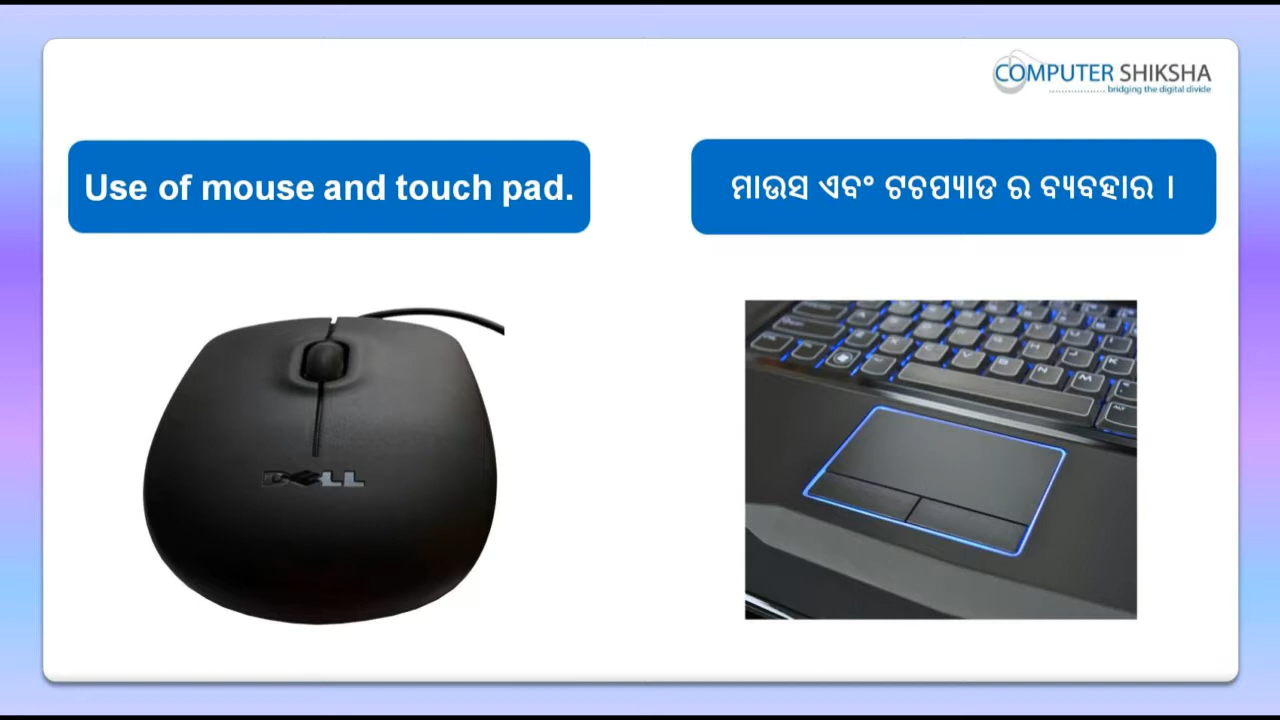 COMPUTER SHIKSHA
bridging the digital divide
Use of mouse and touch pad.
ମାଉସ ଏବଂ ଟଚପ୍ୟାଡ ର ବ୍ୟବହାର ।
DELL